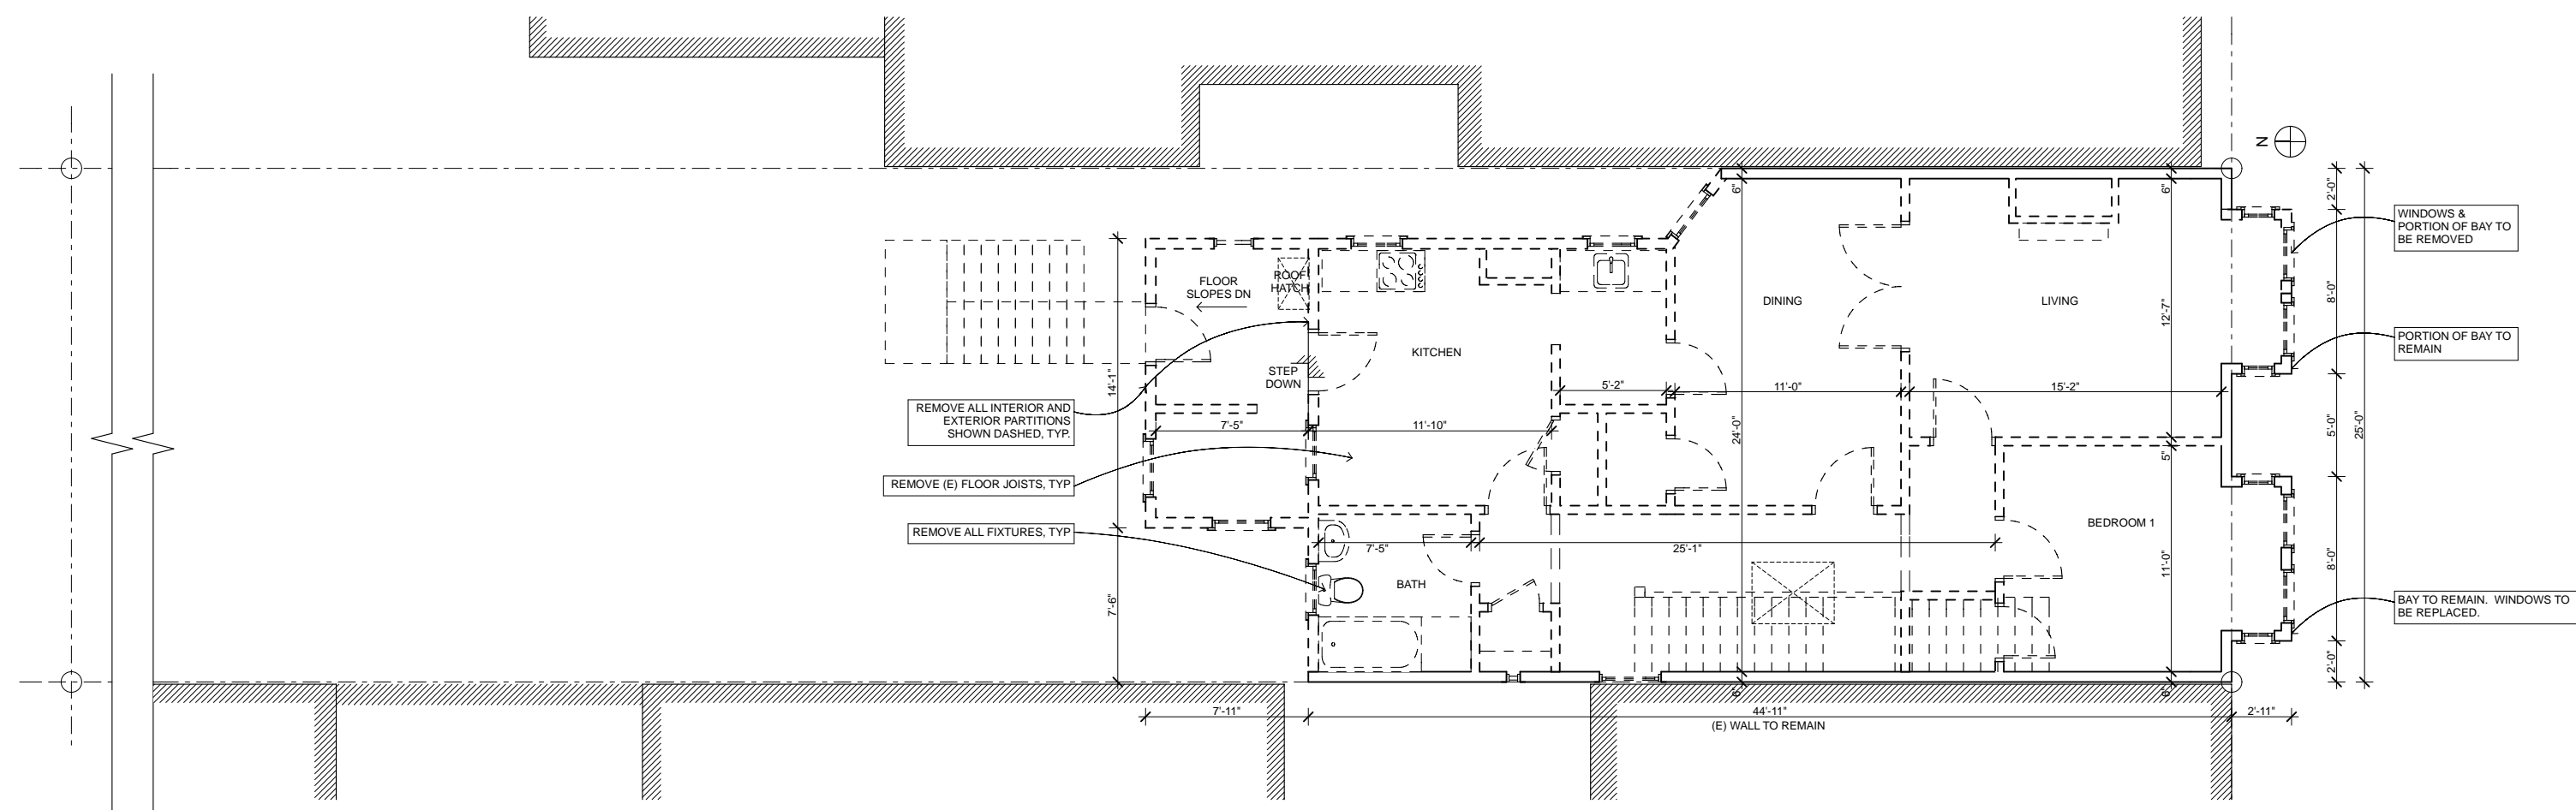 N
2'-0"
25'-0"
8'-0"
5'-0"
8'-0"
2'-0"
WINDOWS &
PORTION OF BAY TO
BE REMOVED
PORTION OF BAY TO
REMAIN
BAY TO REMAIN.  WINDOWS TO
BE REPLACED.
6"
6"
FLOOR
SLOPES DN
ROOF
HATCH
DINING
LIVING
KITCHEN
STEP
DOWN
14'-1"
12'-7"
5'-2"
11'-0"
15'-2"
REMOVE ALL INTERIOR AND
EXTERIOR PARTITIONS
SHOWN DASHED, TYP.
7'-5"
11'-10"
24'-0"
5"
REMOVE (E) FLOOR JOISTS, TYP
REMOVE ALL FIXTURES, TYP
BEDROOM 1
7'-5"
25'-1"
BATH
11'-0"
7'-6"
6"
6"
7'-11"
44'-11"
2'-11"
(E) WALL TO REMAIN